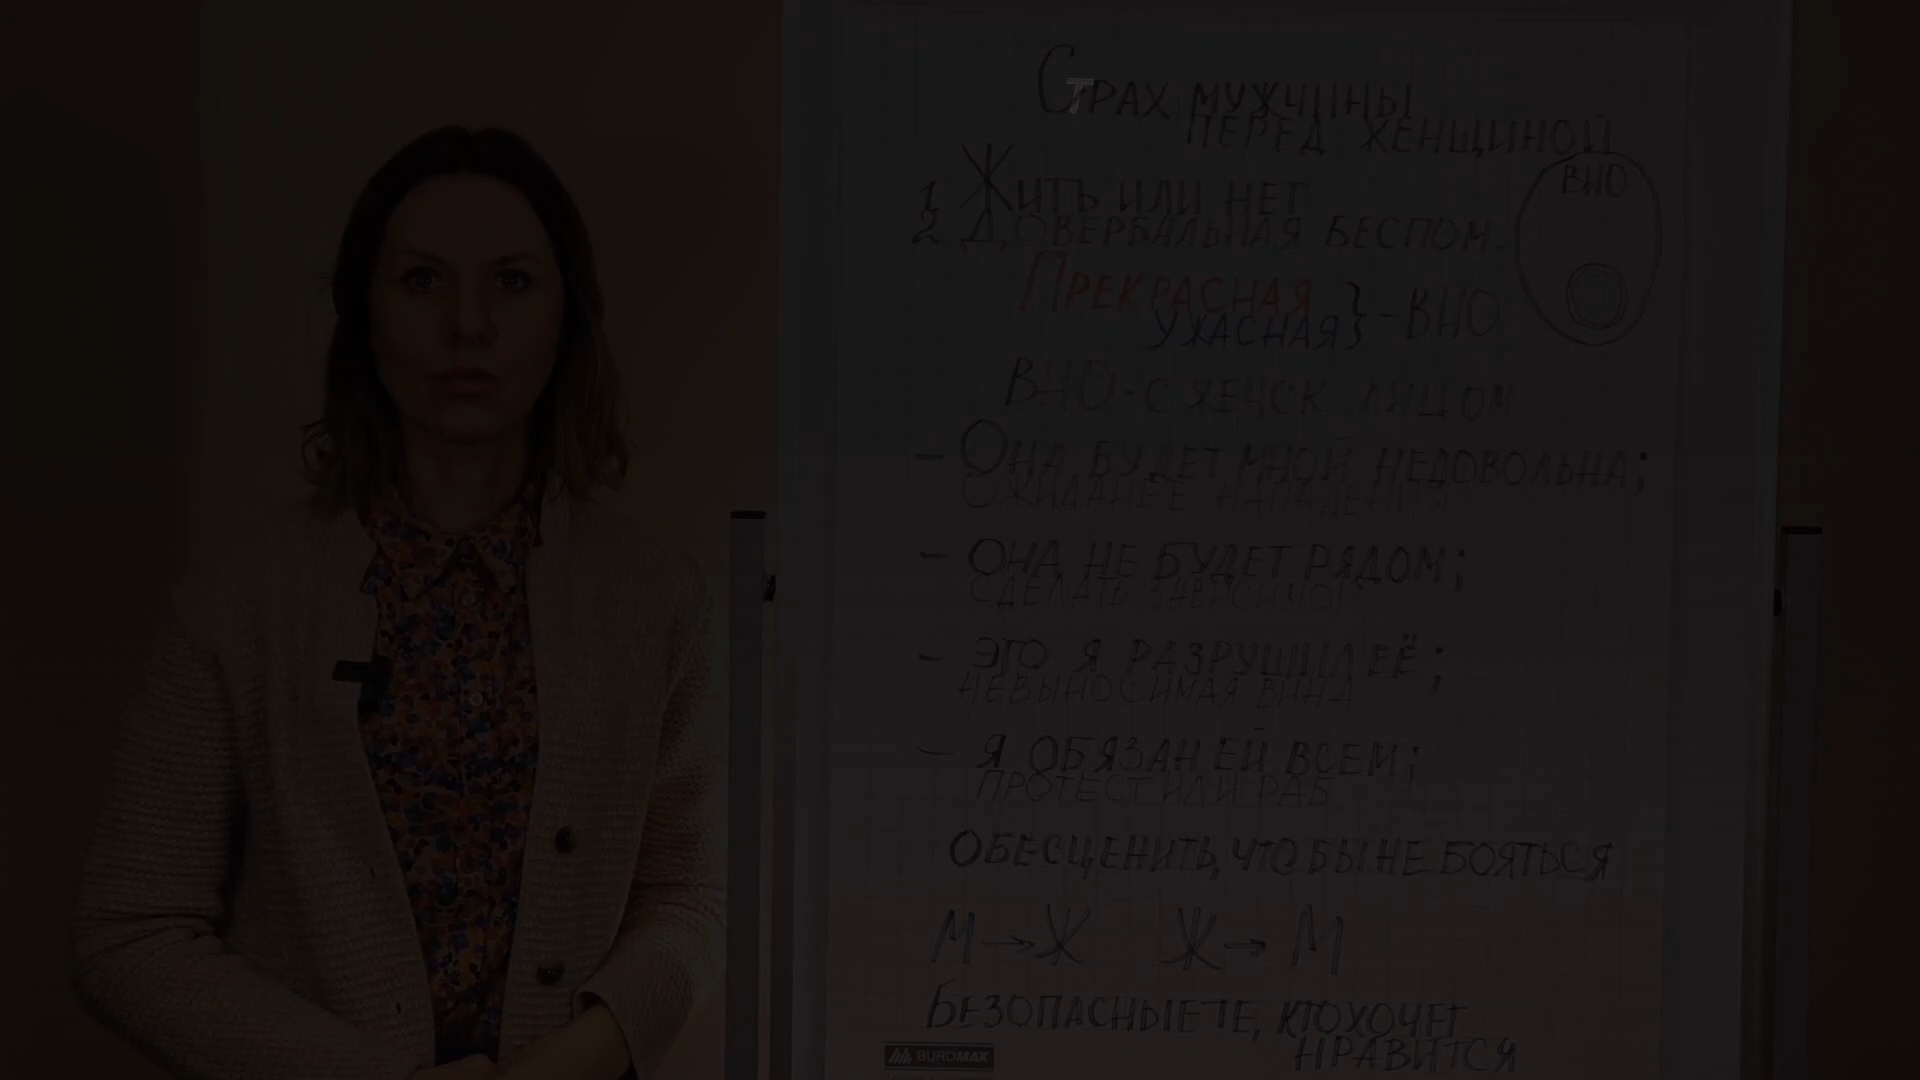 Страх мужчины
перед женщиной
ВНО
1 Жить или нет
2 Довербальная беспом.
Прекрасная
ужасная } - ВНО
ВНО - с женск лицом
- Она будет мной недовольна;
ожидание нападения
- Она не будет рядом;
сделать зависимой
- это я разрушил её;
невыносимая вина
- Я обязан ей всем;
протест или раб
Обесценить, что бы не бояться
М → Ж Ж → М
Безопасные те, кто хочет
нравится
BUROMAX